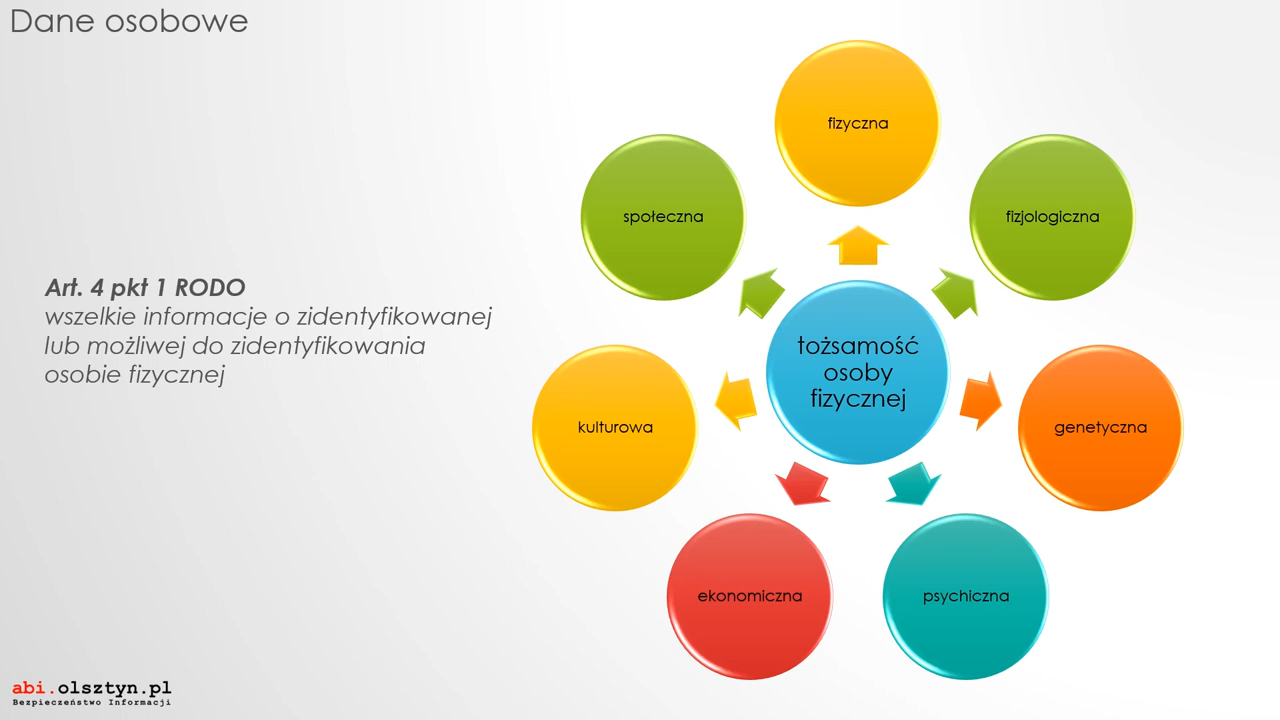 Dane osobowe
Art. 4 pkt 1 RODO
wszelkie informacje o zidentyfikowanej
lub możliwej do zidentyfikowania
osobie fizycznej
fizyczna
społeczna
fizjologiczna
tożsamość
osoby
fizycznej
kulturowa
genetyczna
ekonomiczna
psychiczna
abi.olsztyn.pl
Bezpieczeństwo Informacji